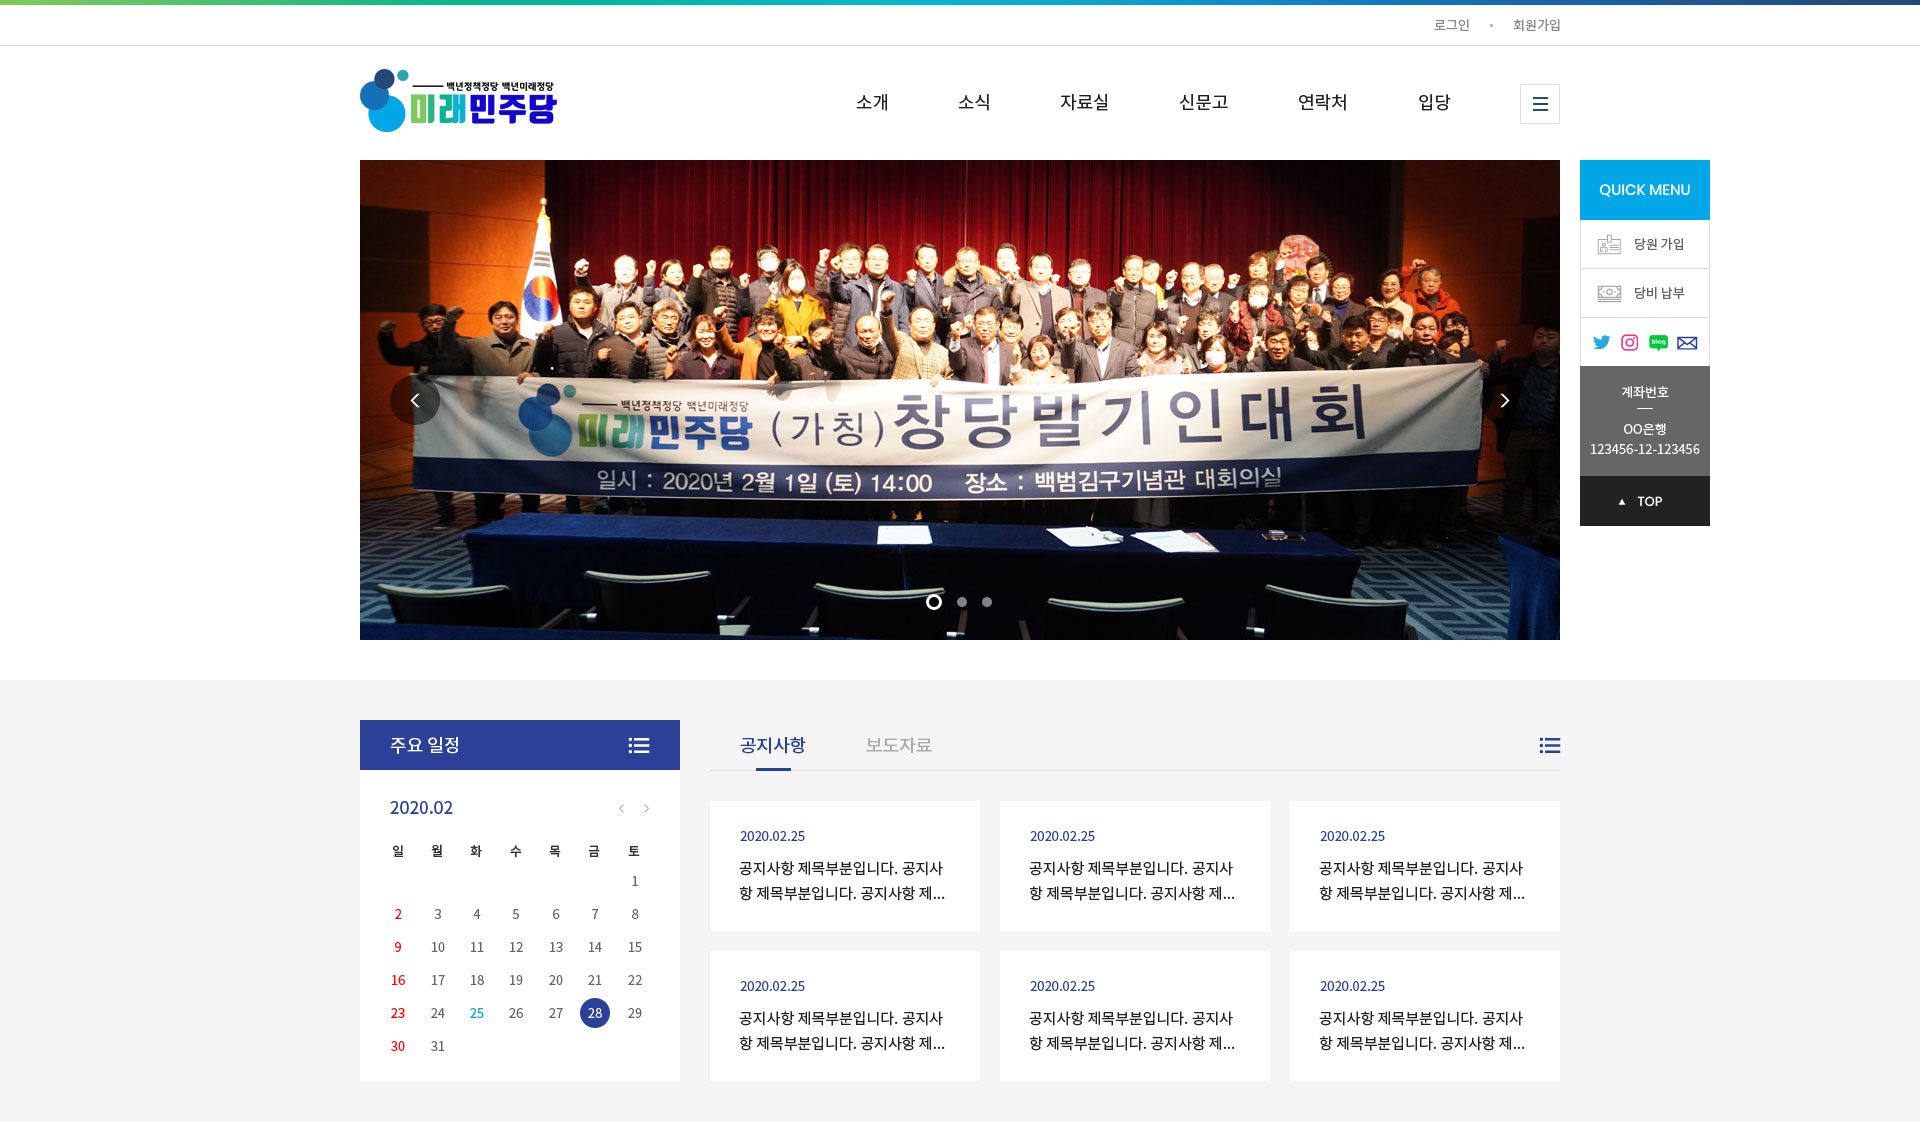 로그인 · 회원가입
백년정책정당 백년미래정당
미래민주당
소개 소식 자료실 신문고 연락처 입당
QUICK MENU
당원 가입
당비 납부
blog
계좌번호
OO은행
123456-12-123456
TOP
백년정책정당 백년미래정당
미래민주당 (가칭) 창당발기인대회
일시 : 2020년 2월 1일 (토) 14:00 장소 : 백범김구기념관 대회의실
주요 일정
2020.02
일 월 화 수 목 금 토
1
2 3 4 5 6 7 8
9 10 11 12 13 14 15
16 17 18 19 20 21 22
23 24 25 26 27 28 29
30 31
공지사항 보도자료
2020.02.25
공지사항 제목부분입니다. 공지사
항 제목부분입니다. 공지사항 제...
2020.02.25
공지사항 제목부분입니다. 공지사
항 제목부분입니다. 공지사항 제...
2020.02.25
공지사항 제목부분입니다. 공지사
항 제목부분입니다. 공지사항 제...
2020.02.25
공지사항 제목부분입니다. 공지사
항 제목부분입니다. 공지사항 제...
2020.02.25
공지사항 제목부분입니다. 공지사
항 제목부분입니다. 공지사항 제...
2020.02.25
공지사항 제목부분입니다. 공지사
항 제목부분입니다. 공지사항 제...